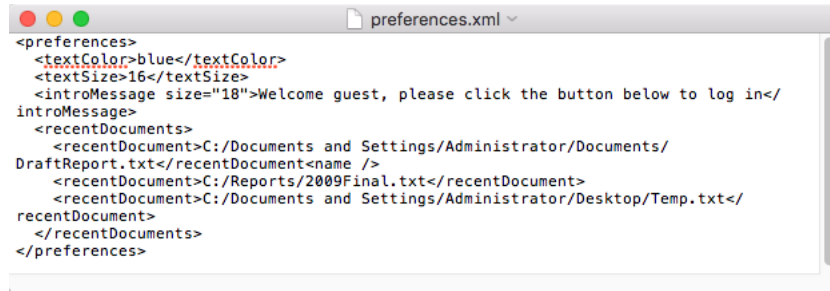 preferences.xml
<preferences>
  <textColor>blue</textColor>
  <textSize>16</textSize>
  <introMessage size="18">Welcome guest, please click the button below to log in</
introMessage>
  <recentDocuments>
    <recentDocument>C:/Documents and Settings/Administrator/Documents/
DraftReport.txt</recentDocument<name />
    <recentDocument>C:/Reports/2009Final.txt</recentDocument>
    <recentDocument>C:/Documents and Settings/Administrator/Desktop/Temp.txt</
recentDocument>
  </recentDocuments>
</preferences>